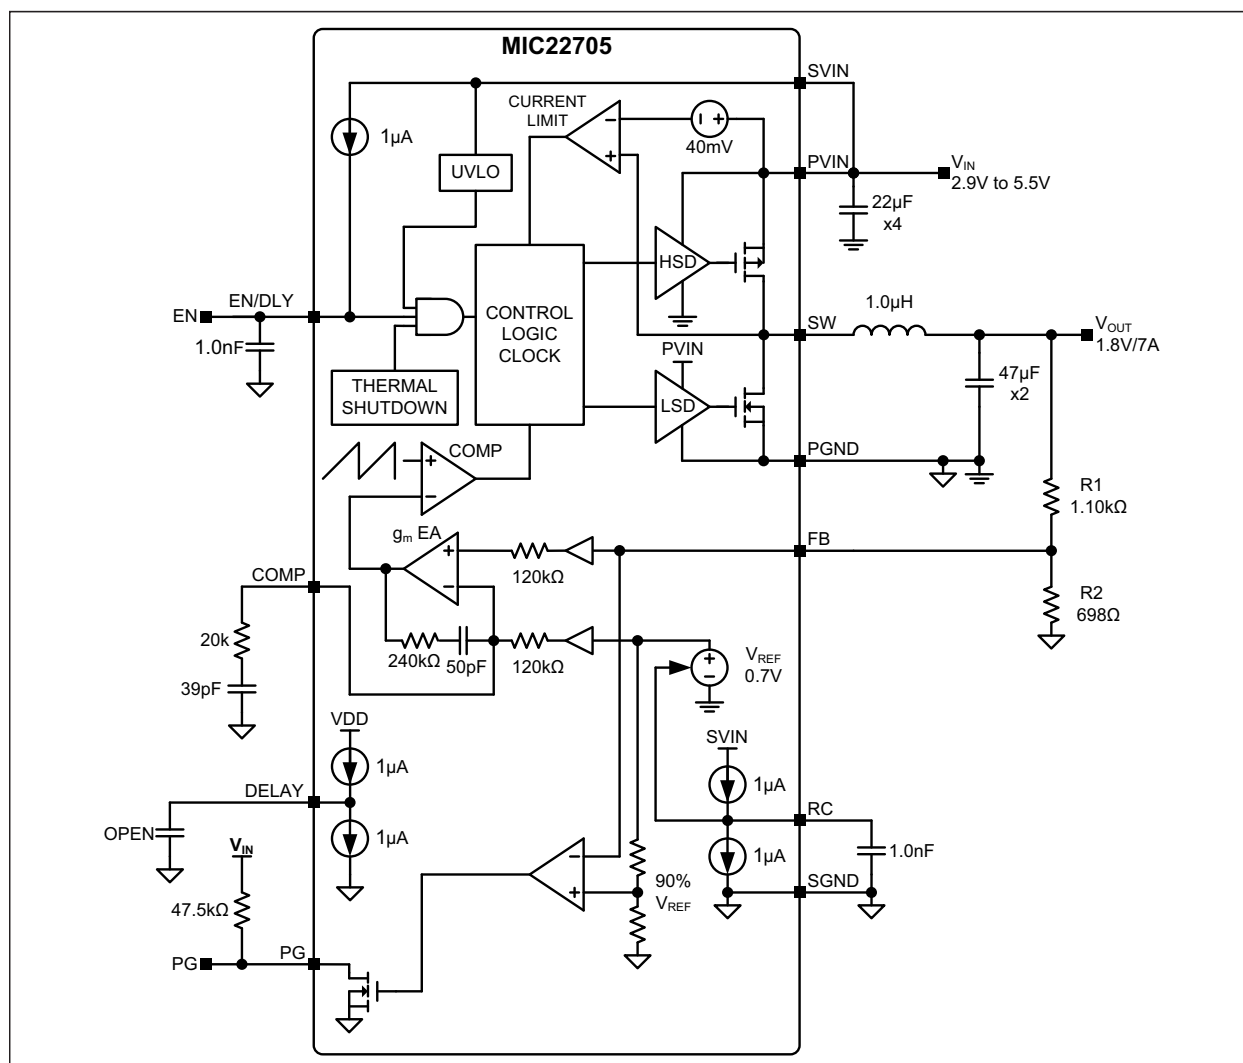 MIC22705
SVIN
CURRENT
LIMIT
− +
1µA
40mV
UVLO
+
PVIN
V_IN
2.9V to 5.5V
22µF
x4
HSD
EN
EN/DLY
1.0nF
CONTROL
LOGIC
CLOCK
SW
1.0µH
V_OUT
1.8V/7A
PVIN
THERMAL
SHUTDOWN
LSD
47µF
x2
COMP
+
−
PGND
R1
1.10kΩ
g_m EA
+
−
120kΩ
FB
COMP
R2
698Ω
20k
240kΩ
50pF
120kΩ
+
−
V_REF
0.7V
39pF
VDD
1µA
SVIN
1µA
DELAY
RC
OPEN
1µA
1µA
1.0nF
V_IN
−
+
90%
V_REF
SGND
47.5kΩ
PG
PG